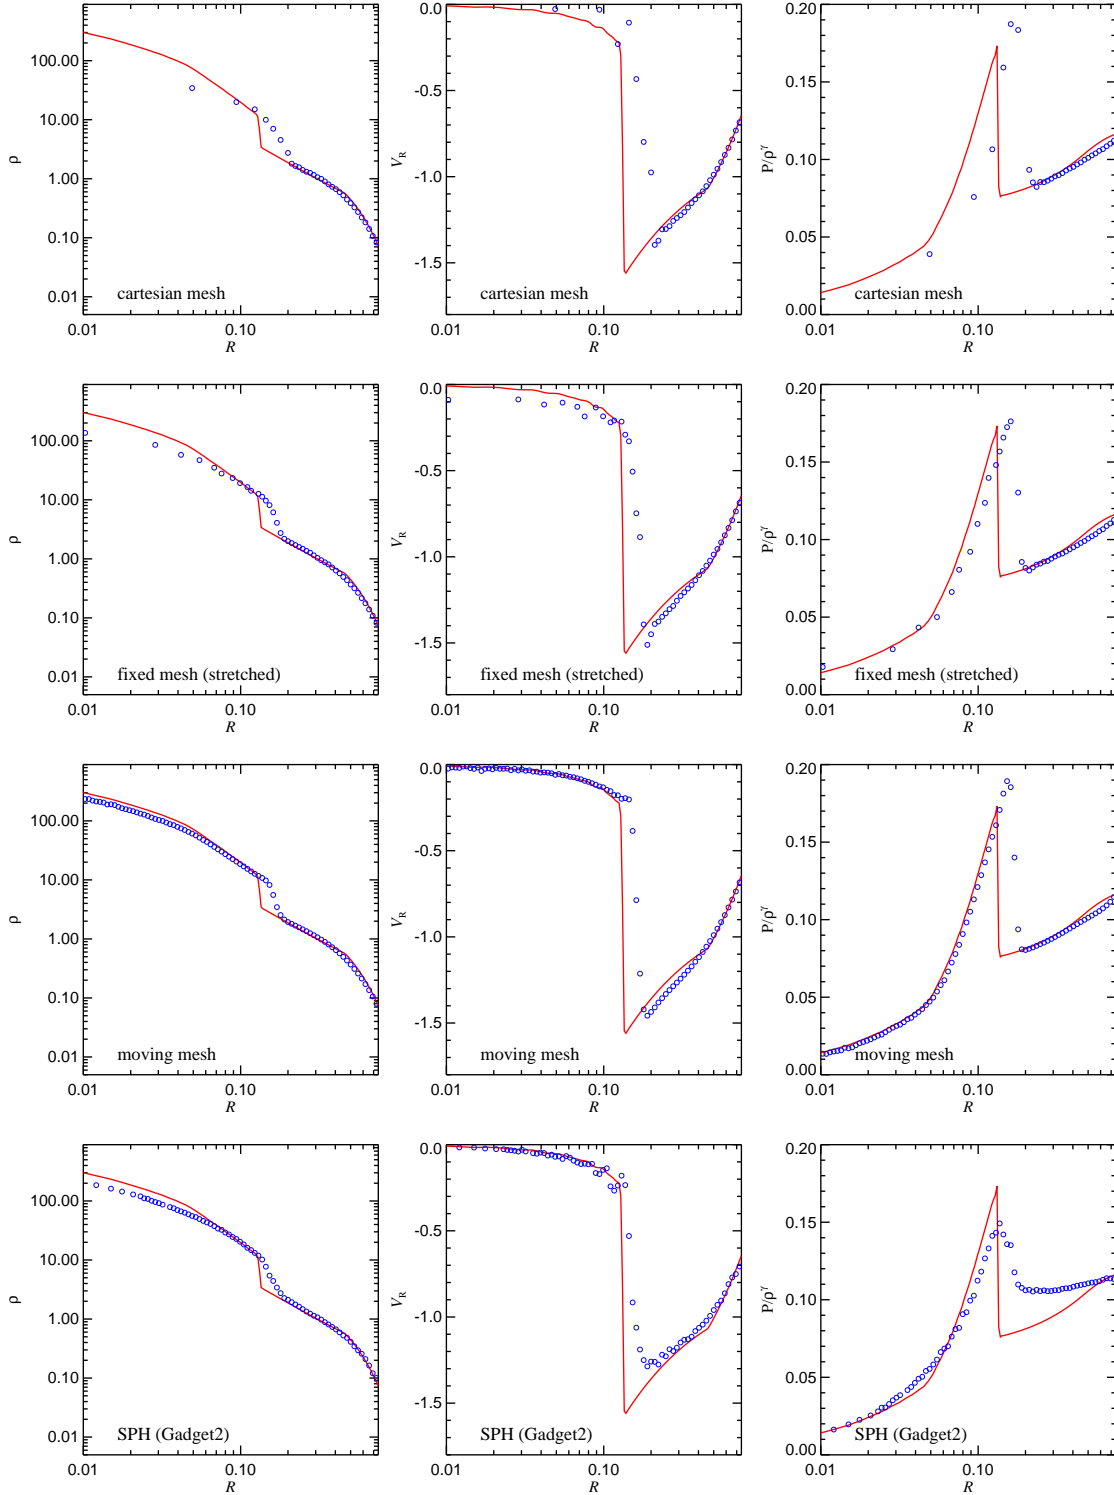 ρ
100.00
10.00
1.00
0.10
0.01
cartesian mesh
0.01
0.10
R
V_R
0.0
-0.5
-1.0
-1.5
cartesian mesh
0.01
0.10
R
P/ρ^γ
0.20
0.15
0.10
0.05
0.00
cartesian mesh
0.01
0.10
R
ρ
100.00
10.00
1.00
0.10
0.01
fixed mesh (stretched)
0.01
0.10
R
V_R
0.0
-0.5
-1.0
-1.5
fixed mesh (stretched)
0.01
0.10
R
P/ρ^γ
0.20
0.15
0.10
0.05
0.00
fixed mesh (stretched)
0.01
0.10
R
ρ
100.00
10.00
1.00
0.10
0.01
moving mesh
0.01
0.10
R
V_R
0.0
-0.5
-1.0
-1.5
moving mesh
0.01
0.10
R
P/ρ^γ
0.20
0.15
0.10
0.05
0.00
moving mesh
0.01
0.10
R
ρ
100.00
10.00
1.00
0.10
0.01
SPH (Gadget2)
0.01
0.10
R
V_R
0.0
-0.5
-1.0
-1.5
SPH (Gadget2)
0.01
0.10
R
P/ρ^γ
0.20
0.15
0.10
0.05
0.00
SPH (Gadget2)
0.01
0.10
R